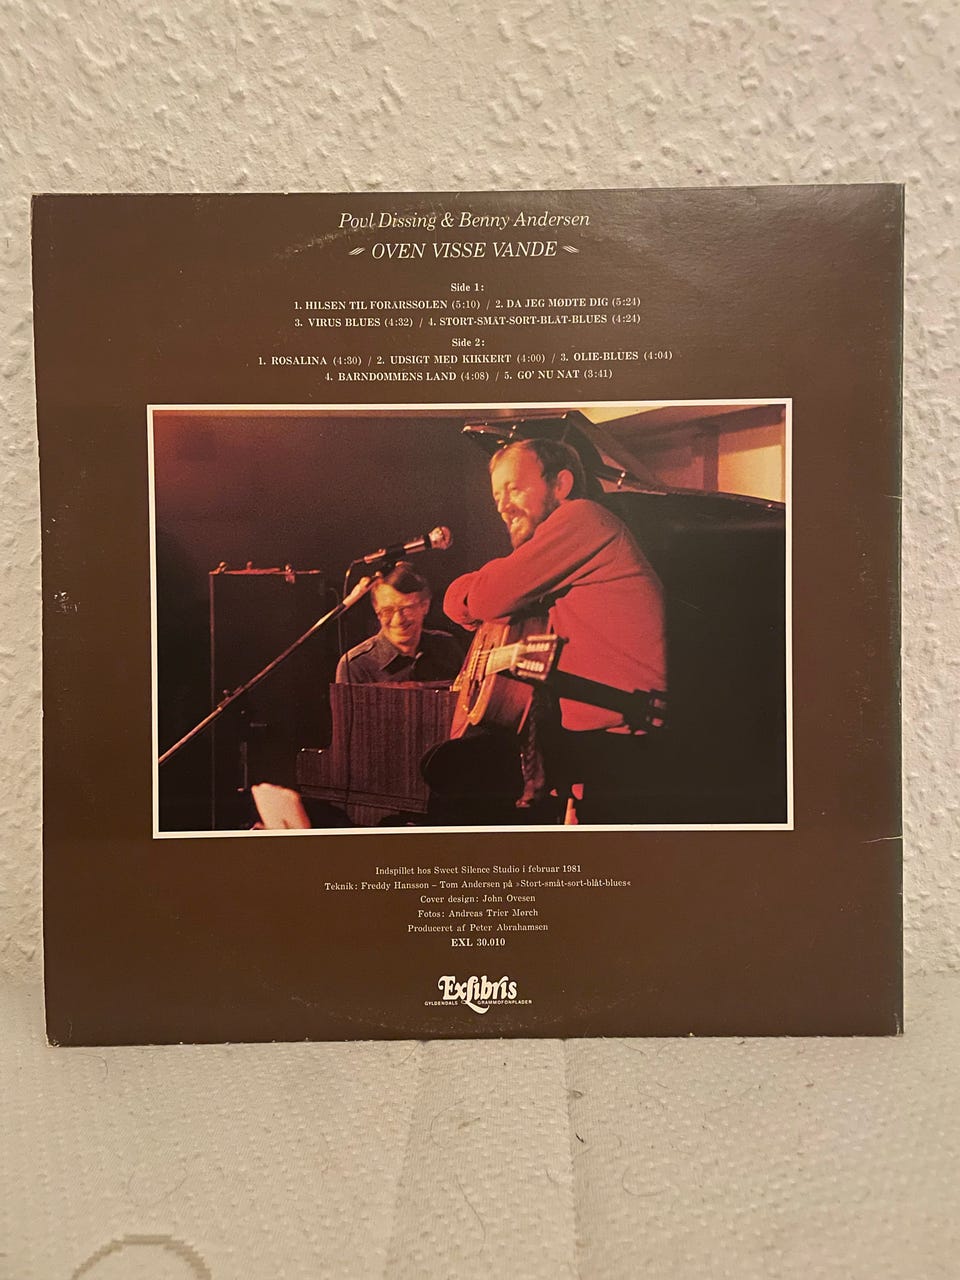 Povl Dissing & Benny Andersen
OVEN VISSE VANDE
Side 1:
1. HILSEN TIL FORÅRSSOLEN (5:10) / 2. DA JEG MØDTE DIG (5:24)
3. VIRUS BLUES (4:32) / 4. STORT-SMÅT-SORT-BLÅT-BLUES (4:24)
Side 2:
1. ROSALINA (4:30) / 2. UDSIGT MED KIKKERT (4:00) / 3. OLIE-BLUES (4:04)
4. BARNDOMMENS LAND (4:08) / 5. GO' NU NAT (3:41)
Indspillet hos Sweet Silence Studio i februar 1981
Teknik: Freddy Hansson – Tom Andersen på »Stort-småt-sort-blåt-blues«
Cover design: John Ovesen
Fotos: Andreas Trier Mørch
Produceret af Peter Abrahamsen
EXL 30.010
ExLibris
GYLDENDALS GRAMMOFONPLADER